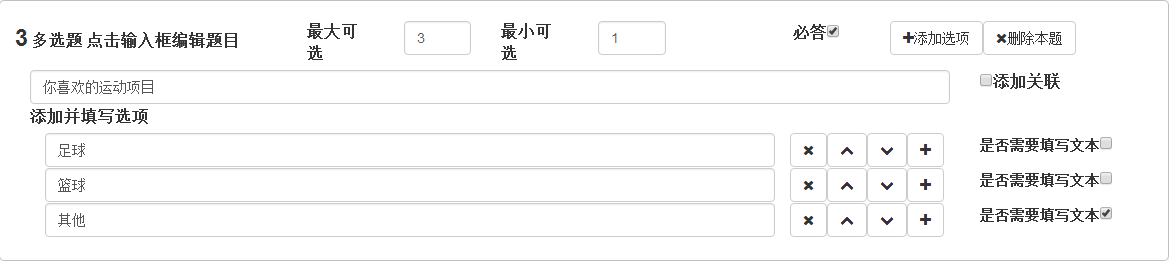 3 多选题 点击输入框编辑题目
最大可选
3
最小可选
1
必答
添加选项
删除本题
你喜欢的运动项目
添加关联
添加并填写选项
足球
是否需要填写文本
篮球
是否需要填写文本
其他
是否需要填写文本